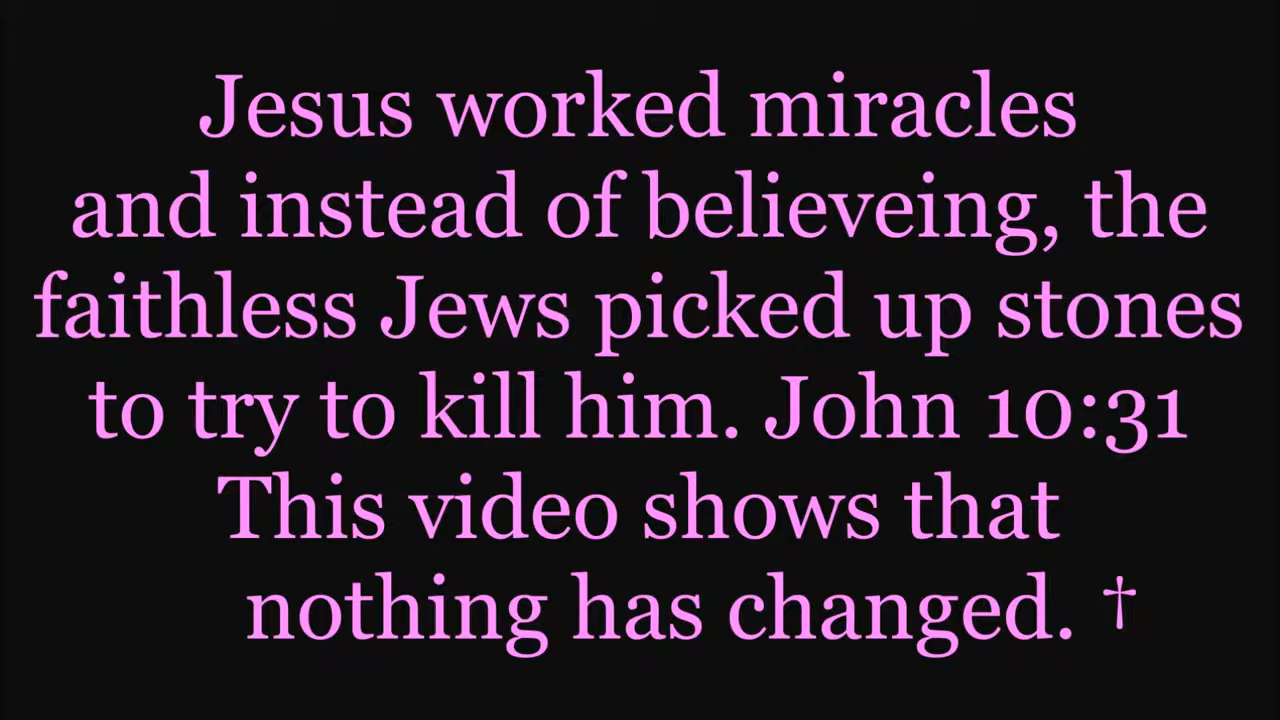 Jesus worked miracles
and instead of believeing, the
faithless Jews picked up stones
to try to kill him. John 10:31
This video shows that
nothing has changed. †